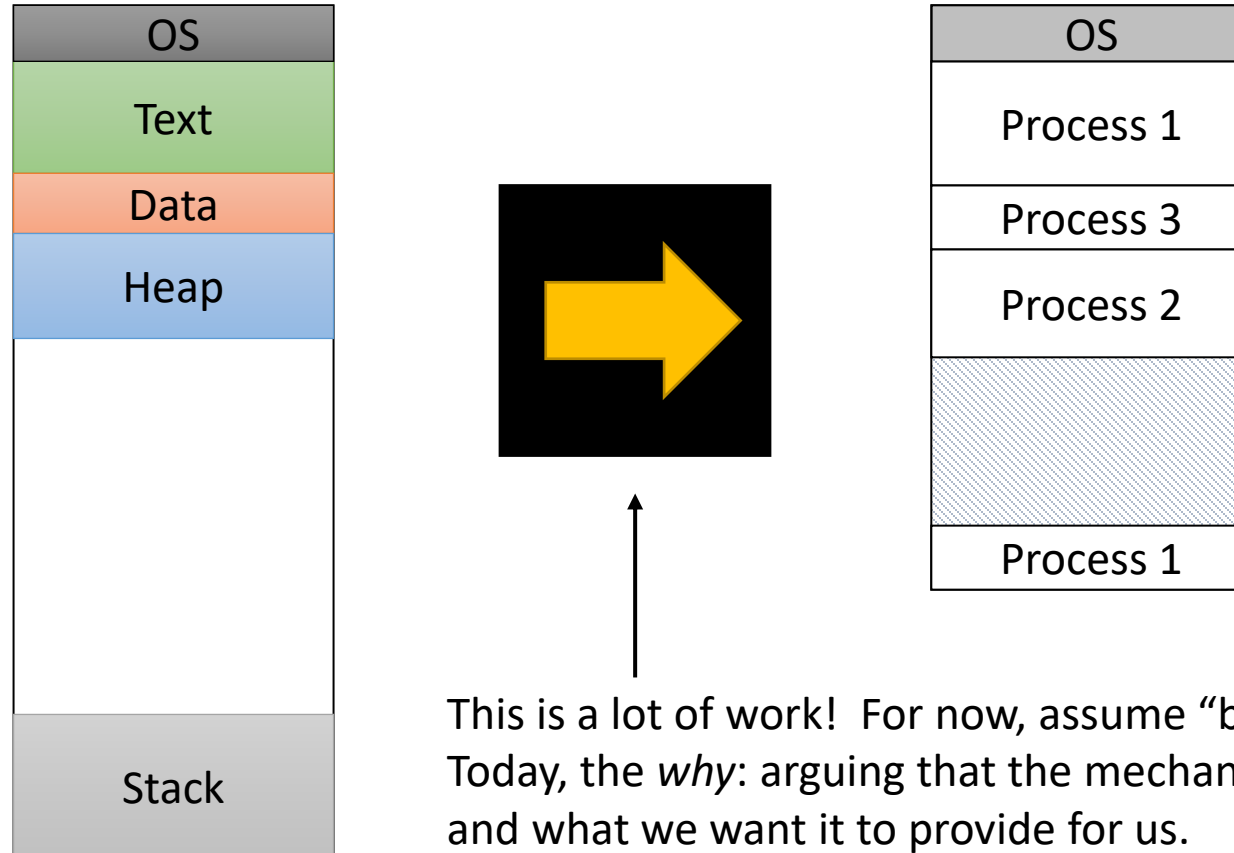 OS
Text
Data
Heap
Stack
OS
Process 1
Process 3
Process 2
Process 1
This is a lot of work! For now, assume “b
Today, the why: arguing that the mechan
and what we want it to provide for us.